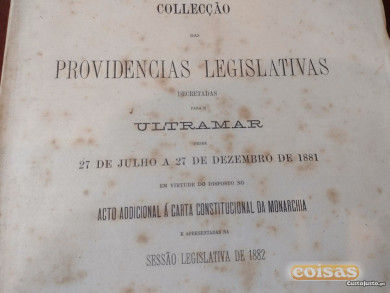 COLLECÇÃO
DAS
PROVIDENCIAS LEGISLATIVAS
DECRETADAS
PARA O
ULTRAMAR
DESDE
27 DE JULHO A 27 DE DEZEMBRO DE 1881
EM VIRTUDE DO DISPOSTO NO
ACTO ADDICIONAL Á CARTA CONSTITUCIONAL DA MONARCHIA
E APRESENTADAS NA
SESSÃO LEGISLATIVA DE 1882
coisas
CustoJusto.pt